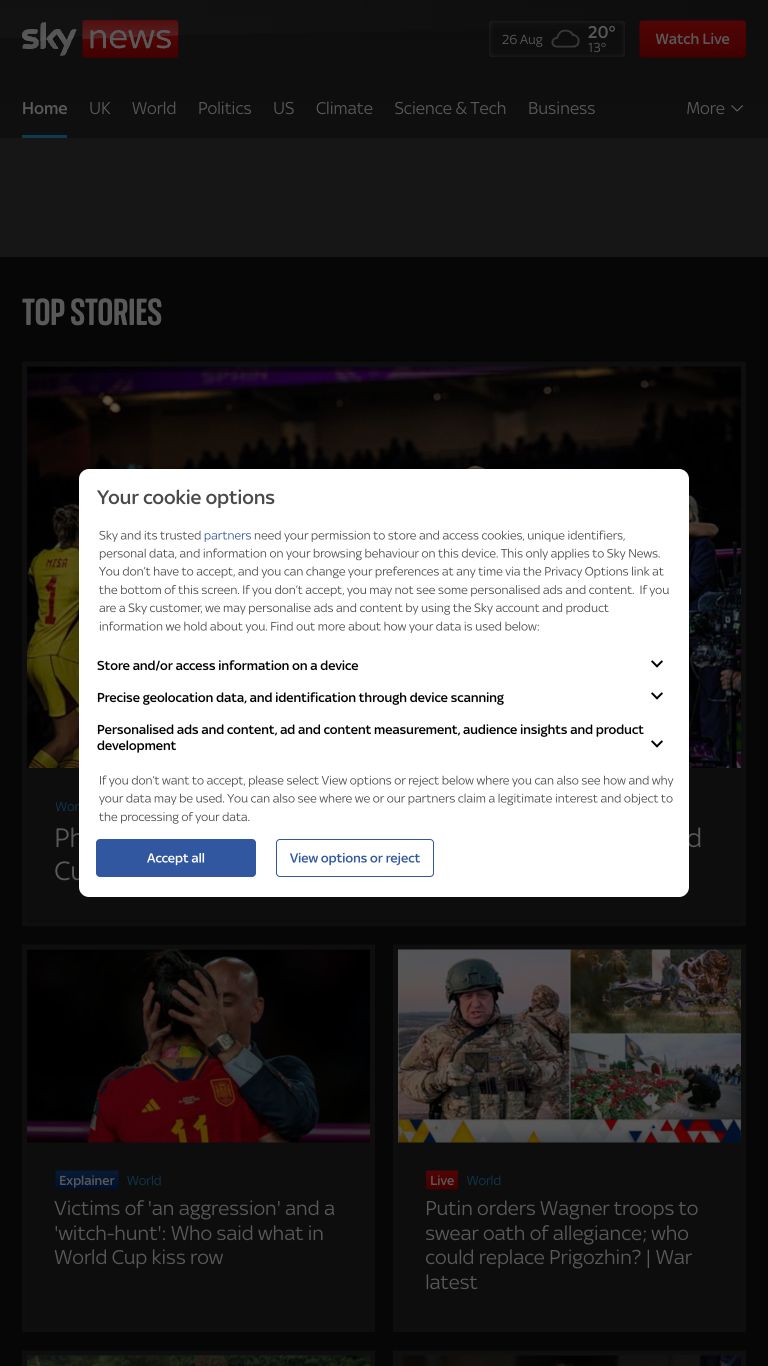 sky news
26 Aug
20°
13°
Watch Live
Home UK World Politics US Climate Science & Tech Business More
TOP STORIES
MISA
1
Your cookie options
Sky and its trusted partners need your permission to store and access cookies, unique identifiers,
personal data, and information on your browsing behaviour on this device. This only applies to Sky News.
You don't have to accept, and you can change your preferences at any time via the Privacy Options link at
the bottom of this screen. If you don't accept, you may not see some personalised ads and content. If you
are a Sky customer, we may personalise ads and content by using the Sky account and product
information we hold about you. Find out more about how your data is used below:
Store and/or access information on a device
Precise geolocation data, and identification through device scanning
Personalised ads and content, ad and content measurement, audience insights and product
development
If you don't want to accept, please select View options or reject below where you can also see how and why
your data may be used. You can also see where we or our partners claim a legitimate interest and object to
the processing of your data.
Accept all
View options or reject
11
Explainer World
Victims of 'an aggression' and a
'witch-hunt': Who said what in
World Cup kiss row
Live World
Putin orders Wagner troops to
swear oath of allegiance; who
could replace Prigozhin? | War
latest